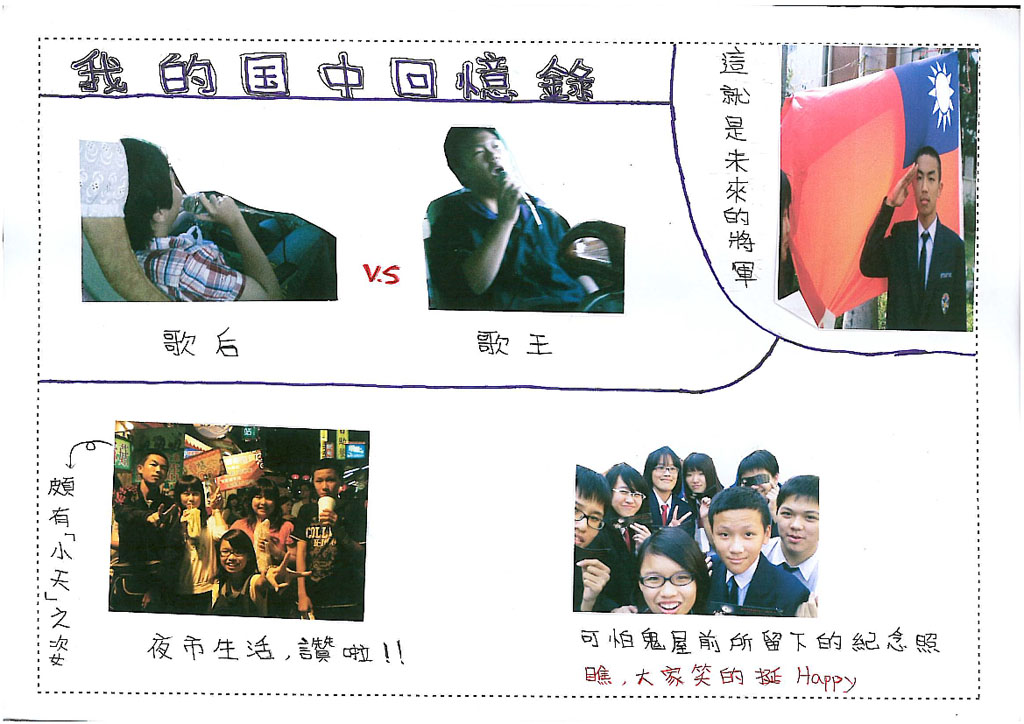 我的国中回憶錄
這就是未來的將軍
V.S
歌后
歌王
頗有「小天」之姿
夜市生活,讚啦!!
可怕鬼屋前所留下的紀念照
瞧,大家笑的挺 Happy